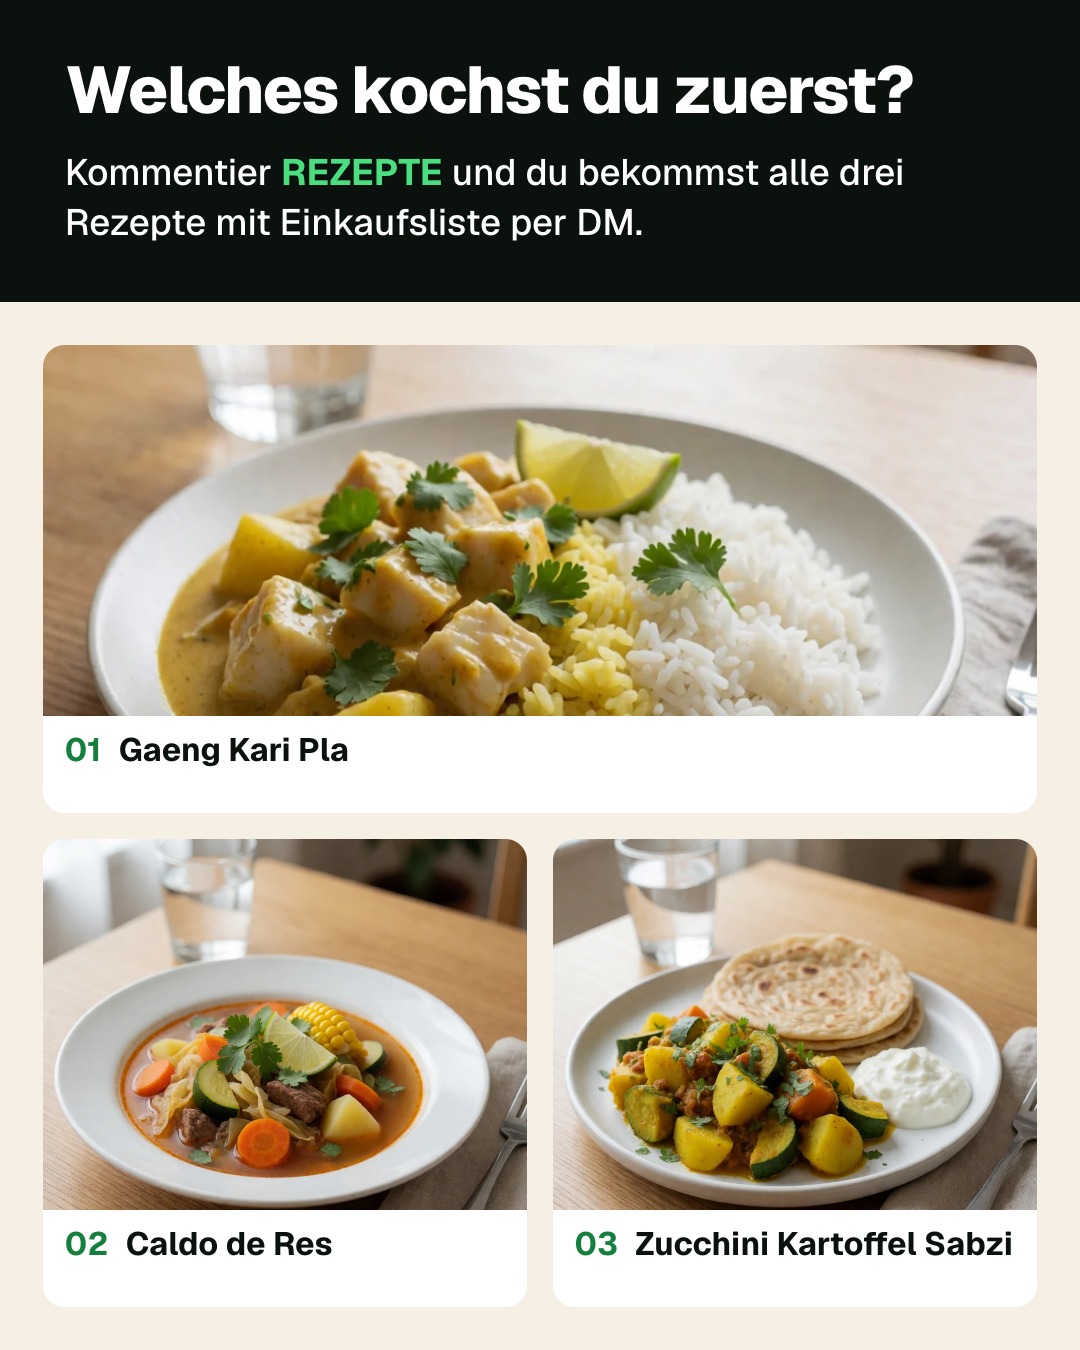 Welches kochst du zuerst?
Kommentier REZEPTE und du bekommst alle drei
Rezepte mit Einkaufsliste per DM.
01 Gaeng Kari Pla
02 Caldo de Res
03 Zucchini Kartoffel Sabzi